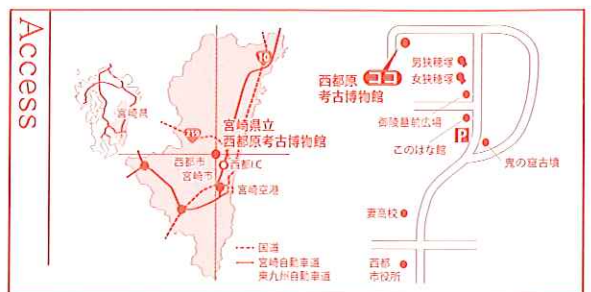 Access
宮崎県
10
219
宮崎県立
西都原考古博物館
西都市
西都I.C
宮崎市
宮崎空港
国道
宮崎自動車道
東九州自動車道
男狭穂塚
女狭穂塚
西都原
考古博物館
御陵墓前広場
P
このはな館
鬼の窟古墳
妻高校
西都
市役所